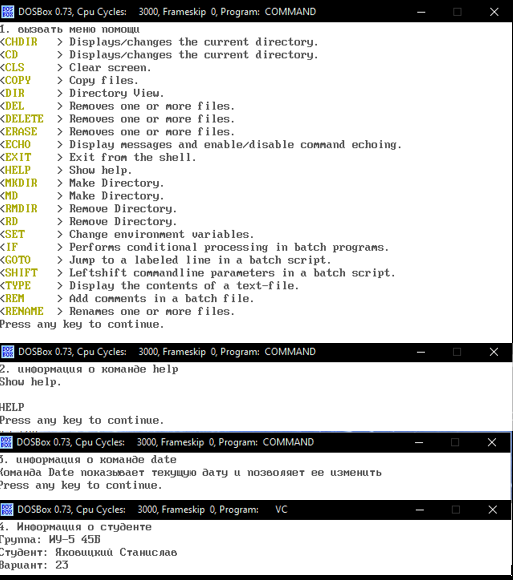 DOSBox 0.73, Cpu Cycles: 3000, Frameskip 0, Program: COMMAND
1. вызвать меню помощи
<CHDIR > Displays/changes the current directory.
<CD > Displays/changes the current directory.
<CLS > Clear screen.
<COPY > Copy files.
<DIR > Directory View.
<DEL > Removes one or more files.
<DELETE > Removes one or more files.
<ERASE > Removes one or more files.
<ECHO > Display messages and enable/disable command echoing.
<EXIT > Exit from the shell.
<HELP > Show help.
<MKDIR > Make Directory.
<MD > Make Directory.
<RMDIR > Remove Directory.
<RD > Remove Directory.
<SET > Change environment variables.
<IF > Performs conditional processing in batch programs.
<GOTO > Jump to a labeled line in a batch script.
<SHIFT > Leftshift commandline parameters in a batch script.
<TYPE > Display the contents of a text-file.
<REM > Add comments in a batch file.
<RENAME > Renames one or more files.
Press any key to continue.
DOSBox 0.73, Cpu Cycles: 3000, Frameskip 0, Program: COMMAND
2. информация о команде help
Show help.
HELP
Press any key to continue.
DOSBox 0.73, Cpu Cycles: 3000, Frameskip 0, Program: COMMAND
3. информация о команде date
Команда Date показывает текущую дату и позволяет ее изменить
Press any key to continue.
DOSBox 0.73, Cpu Cycles: 3000, Frameskip 0, Program: VC
4. Информация о студенте
Группа: ИУ-5 45В
Студент: Яковицкий Станислав
Вариант: 23